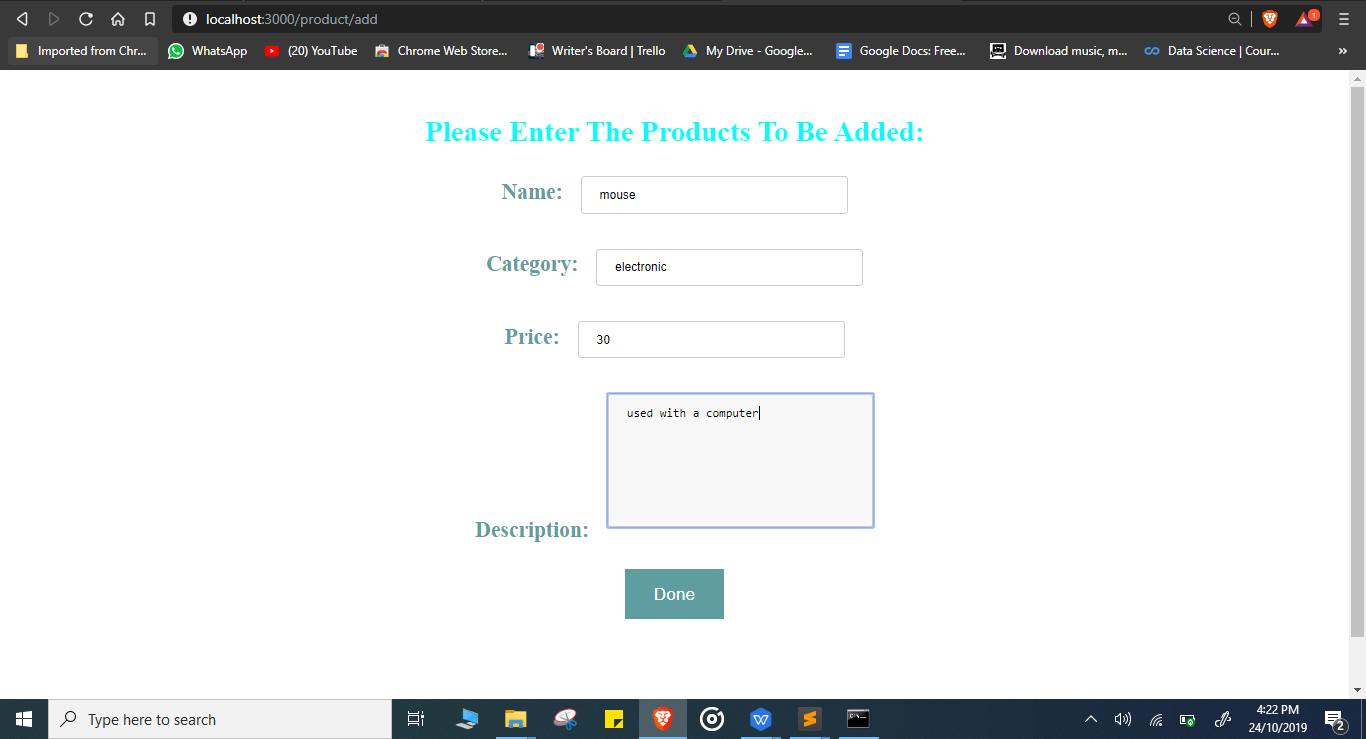 localhost:3000/product/add
1
Imported from Chr... WhatsApp (20) YouTube Chrome Web Store... Writer's Board | Trello My Drive - Google... Google Docs: Free... Download music, m... Data Science | Cour... »
Please Enter The Products To Be Added:
Name: mouse
Category: electronic
Price: 30
used with a computer
Description:
Done
Type here to search
4:22 PM
24/10/2019
2